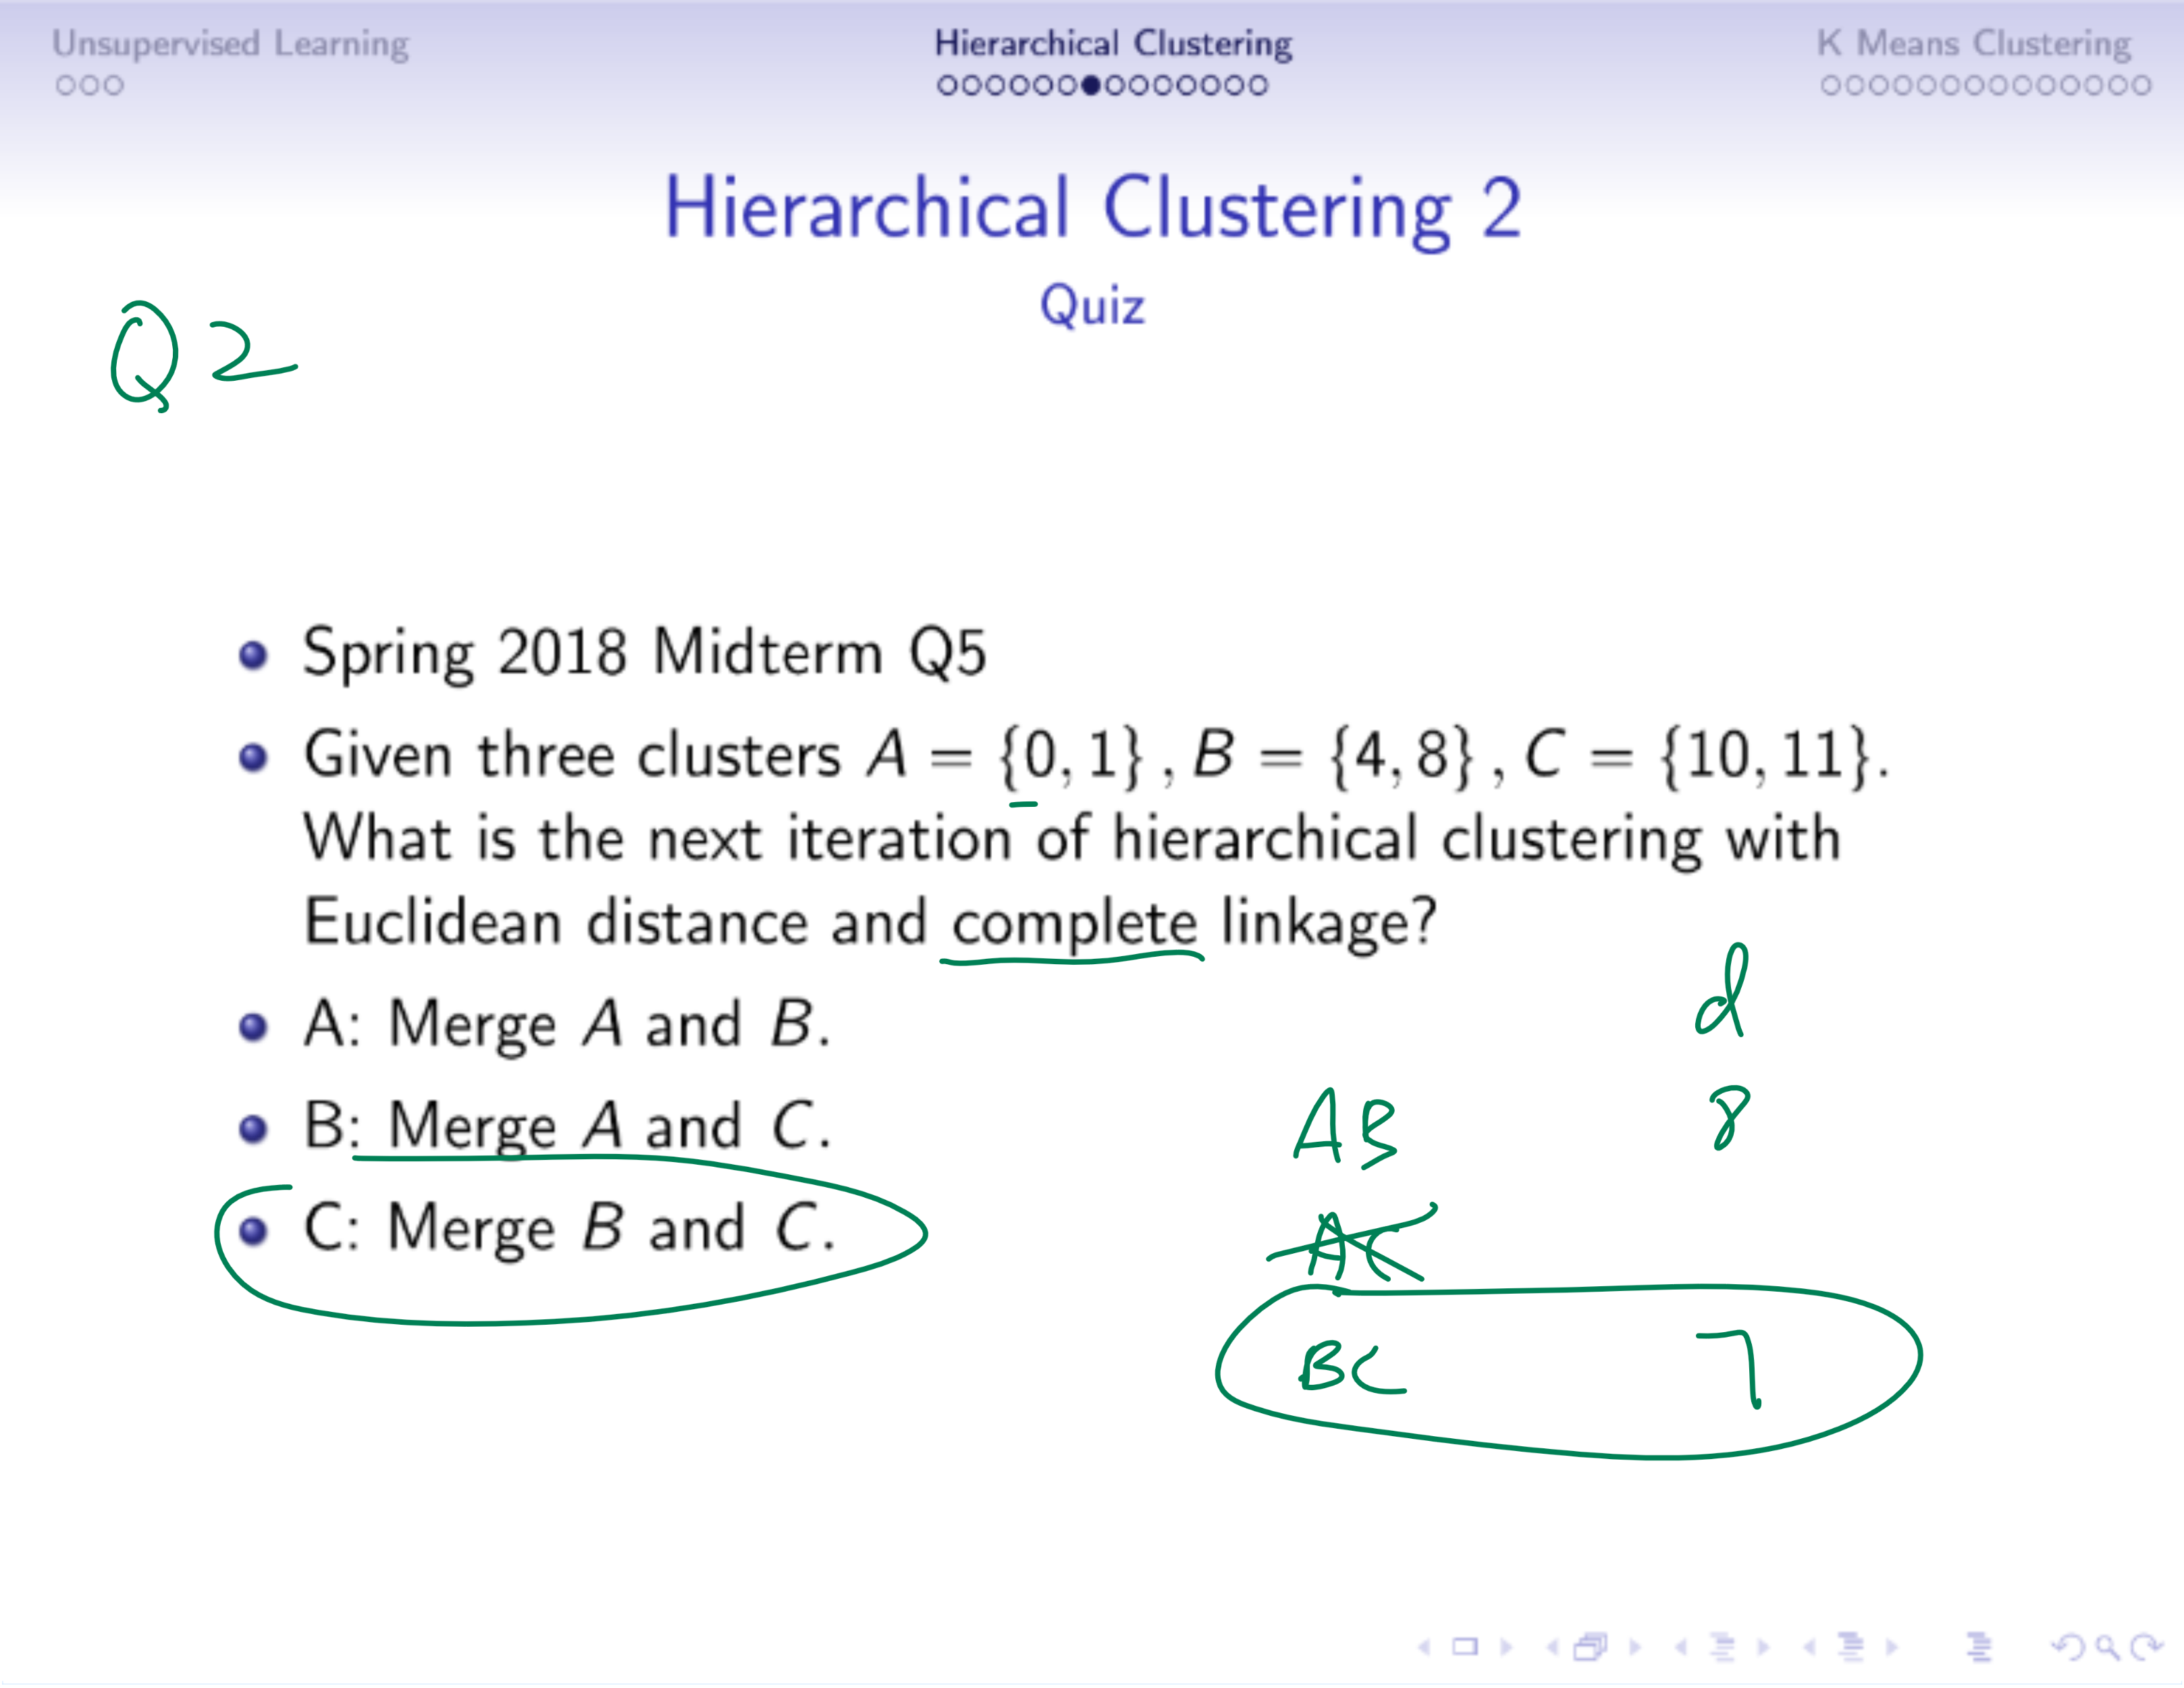 Unsupervised Learning
Hierarchical Clustering
K Means Clustering
Hierarchical Clustering 2
Quiz
Q2
Spring 2018 Midterm Q5
Given three clusters A = {0, 1} , B = {4, 8} , C = {10, 11}.
What is the next iteration of hierarchical clustering with
Euclidean distance and complete linkage?
A: Merge A and B.
B: Merge A and C.
C: Merge B and C.
d
AB 8
AC
BC 7